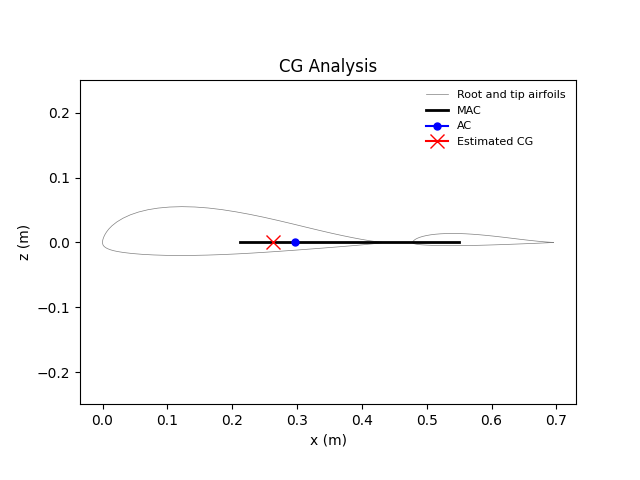 CG Analysis
Root and tip airfoils
MAC
AC
Estimated CG
z (m)
0.2
0.1
0.0
−0.1
−0.2
0.0 0.1 0.2 0.3 0.4 0.5 0.6 0.7
x (m)